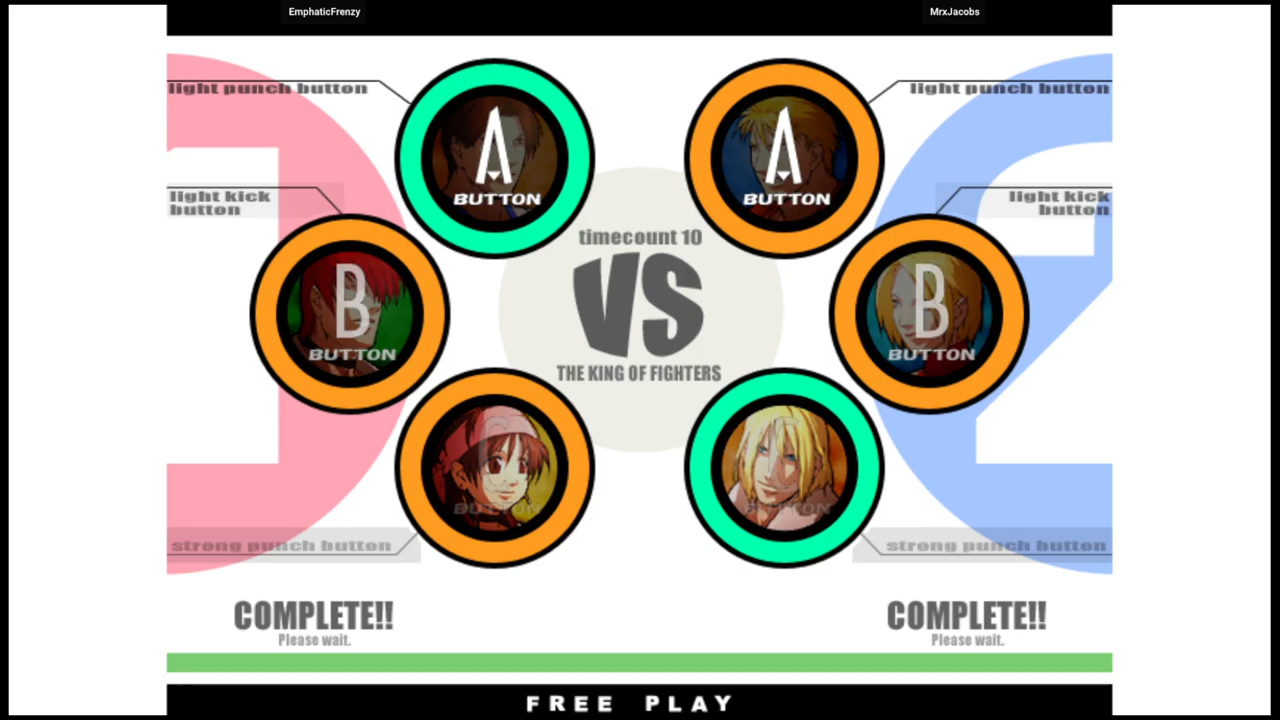 EmphaticFrenzy
MrxJacobs
light punch button
light punch button
A
BUTTON
A
BUTTON
light kick
button
light kick
button
timecount 10
VS
THE KING OF FIGHTERS
B
BUTTON
B
BUTTON
BUTTON
BUTTON
strong punch button
strong punch button
COMPLETE!!
Please wait.
COMPLETE!!
Please wait.
FREE PLAY